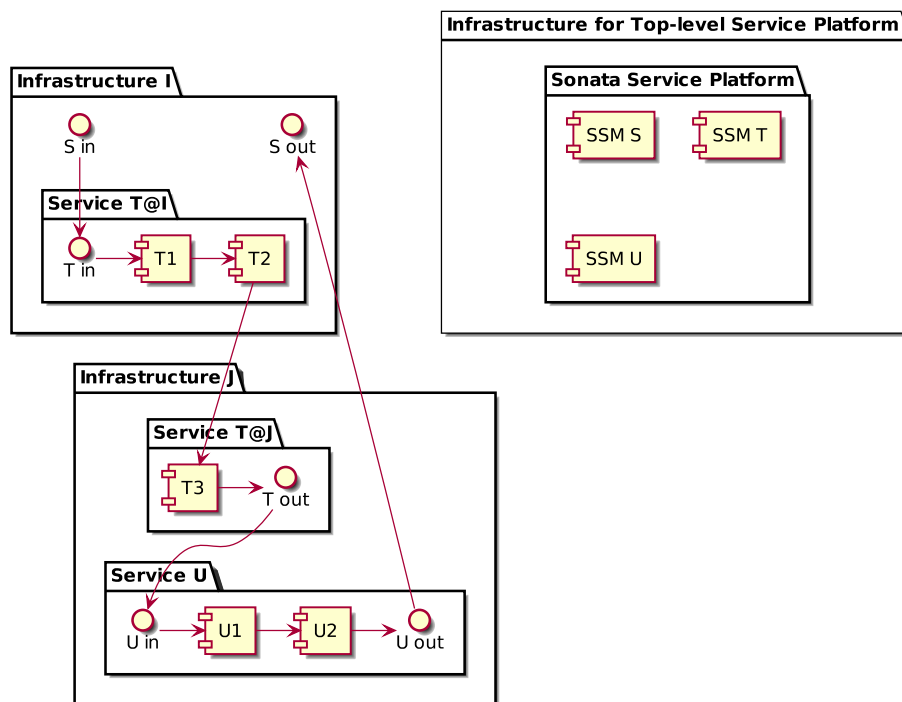 Infrastructure for Top-level Service Platform
Sonata Service Platform
SSM S
SSM T
SSM U
Infrastructure I
S in
S out
Service T@I
T in
T1
T2
Infrastructure J
Service T@J
T3
T out
Service U
U in
U1
U2
U out